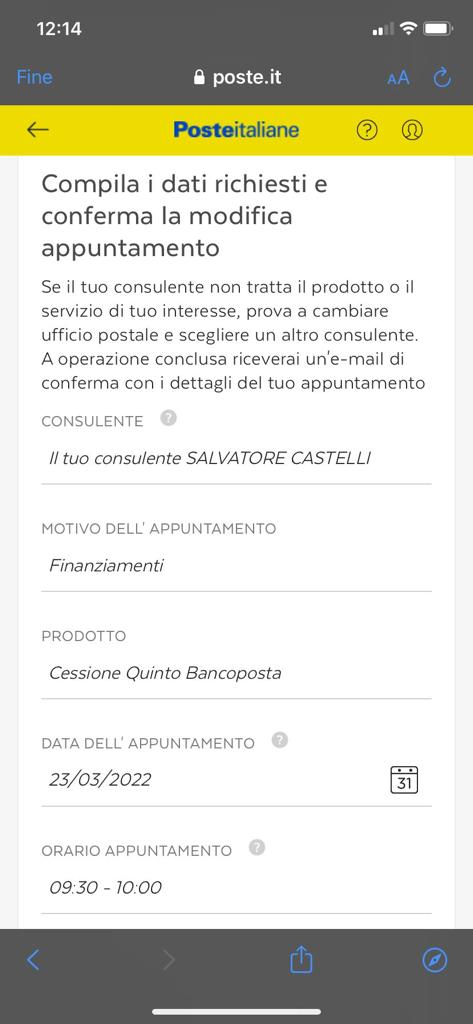 12:14
Fine
poste.it
AA
Posteitaliane
?
Compila i dati richiesti e
conferma la modifica
appuntamento
Se il tuo consulente non tratta il prodotto o il
servizio di tuo interesse, prova a cambiare
ufficio postale e scegliere un altro consulente.
A operazione conclusa riceverai un'e-mail di
conferma con i dettagli del tuo appuntamento
CONSULENTE ?
Il tuo consulente SALVATORE CASTELLI
MOTIVO DELL' APPUNTAMENTO
Finanziamenti
PRODOTTO
Cessione Quinto Bancoposta
DATA DELL' APPUNTAMENTO ?
23/03/2022
31
ORARIO APPUNTAMENTO ?
09:30 - 10:00